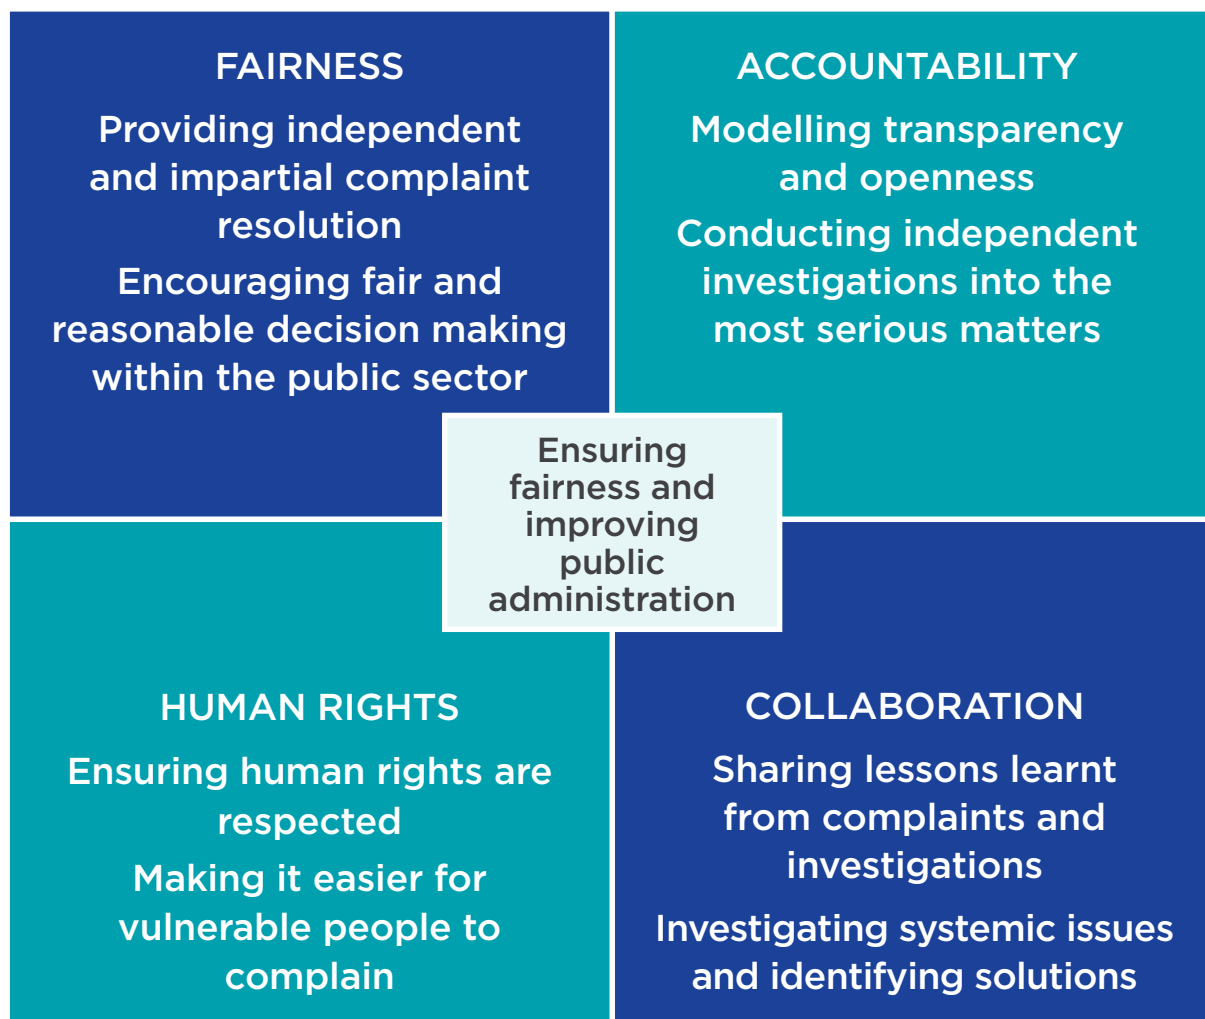 FAIRNESS
Providing independent
and impartial complaint
resolution
Encouraging fair and
reasonable decision making
within the public sector
ACCOUNTABILITY
Modelling transparency
and openness
Conducting independent
investigations into the
most serious matters
Ensuring
fairness and
improving
public
administration
HUMAN RIGHTS
Ensuring human rights are
respected
Making it easier for
vulnerable people to
complain
COLLABORATION
Sharing lessons learnt
from complaints and
investigations
Investigating systemic issues
and identifying solutions